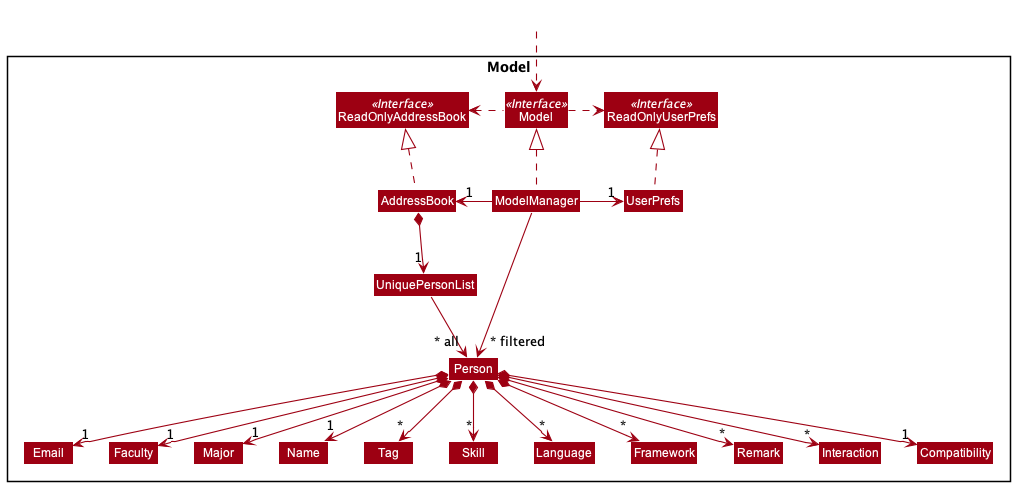 Model
«Interface»
ReadOnlyAddressBook
«Interface»
Model
«Interface»
ReadOnlyUserPrefs
AddressBook
1
ModelManager
1
UserPrefs
1
UniquePersonList
* all
* filtered
Person
1
1
1
1
*
*
*
*
*
*
1
Email
Faculty
Major
Name
Tag
Skill
Language
Framework
Remark
Interaction
Compatibility